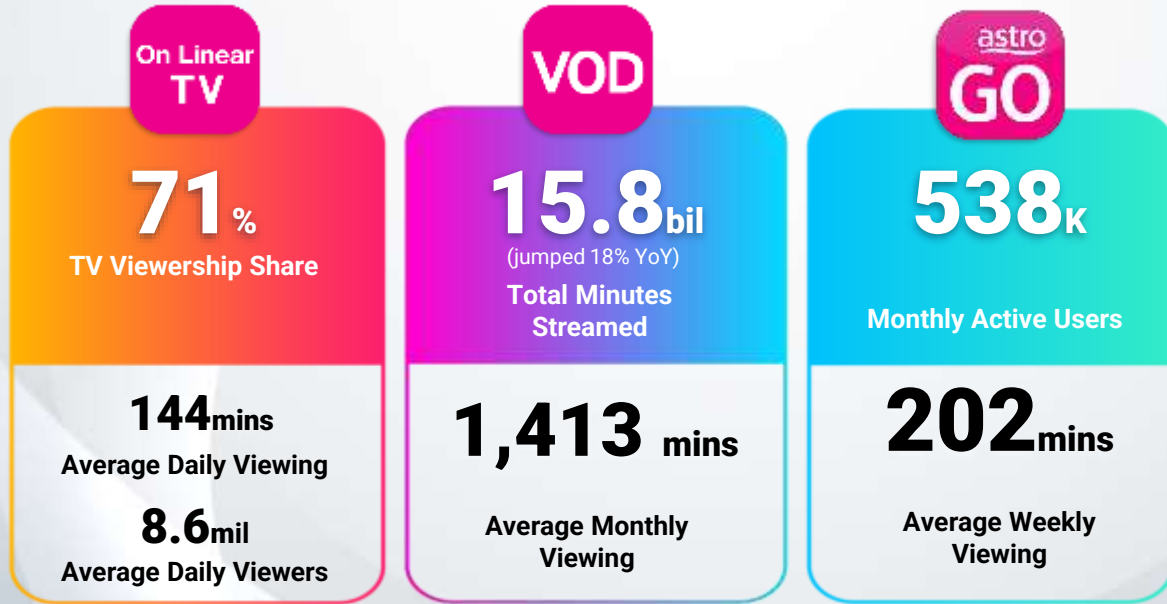 On Linear
TV
71%
TV Viewership Share
144mins
Average Daily Viewing
8.6mil
Average Daily Viewers
VOD
15.8bil
(jumped 18% YoY)
Total Minutes
Streamed
1,413 mins
Average Monthly
Viewing
astro
GO
538K
Monthly Active Users
202mins
Average Weekly
Viewing